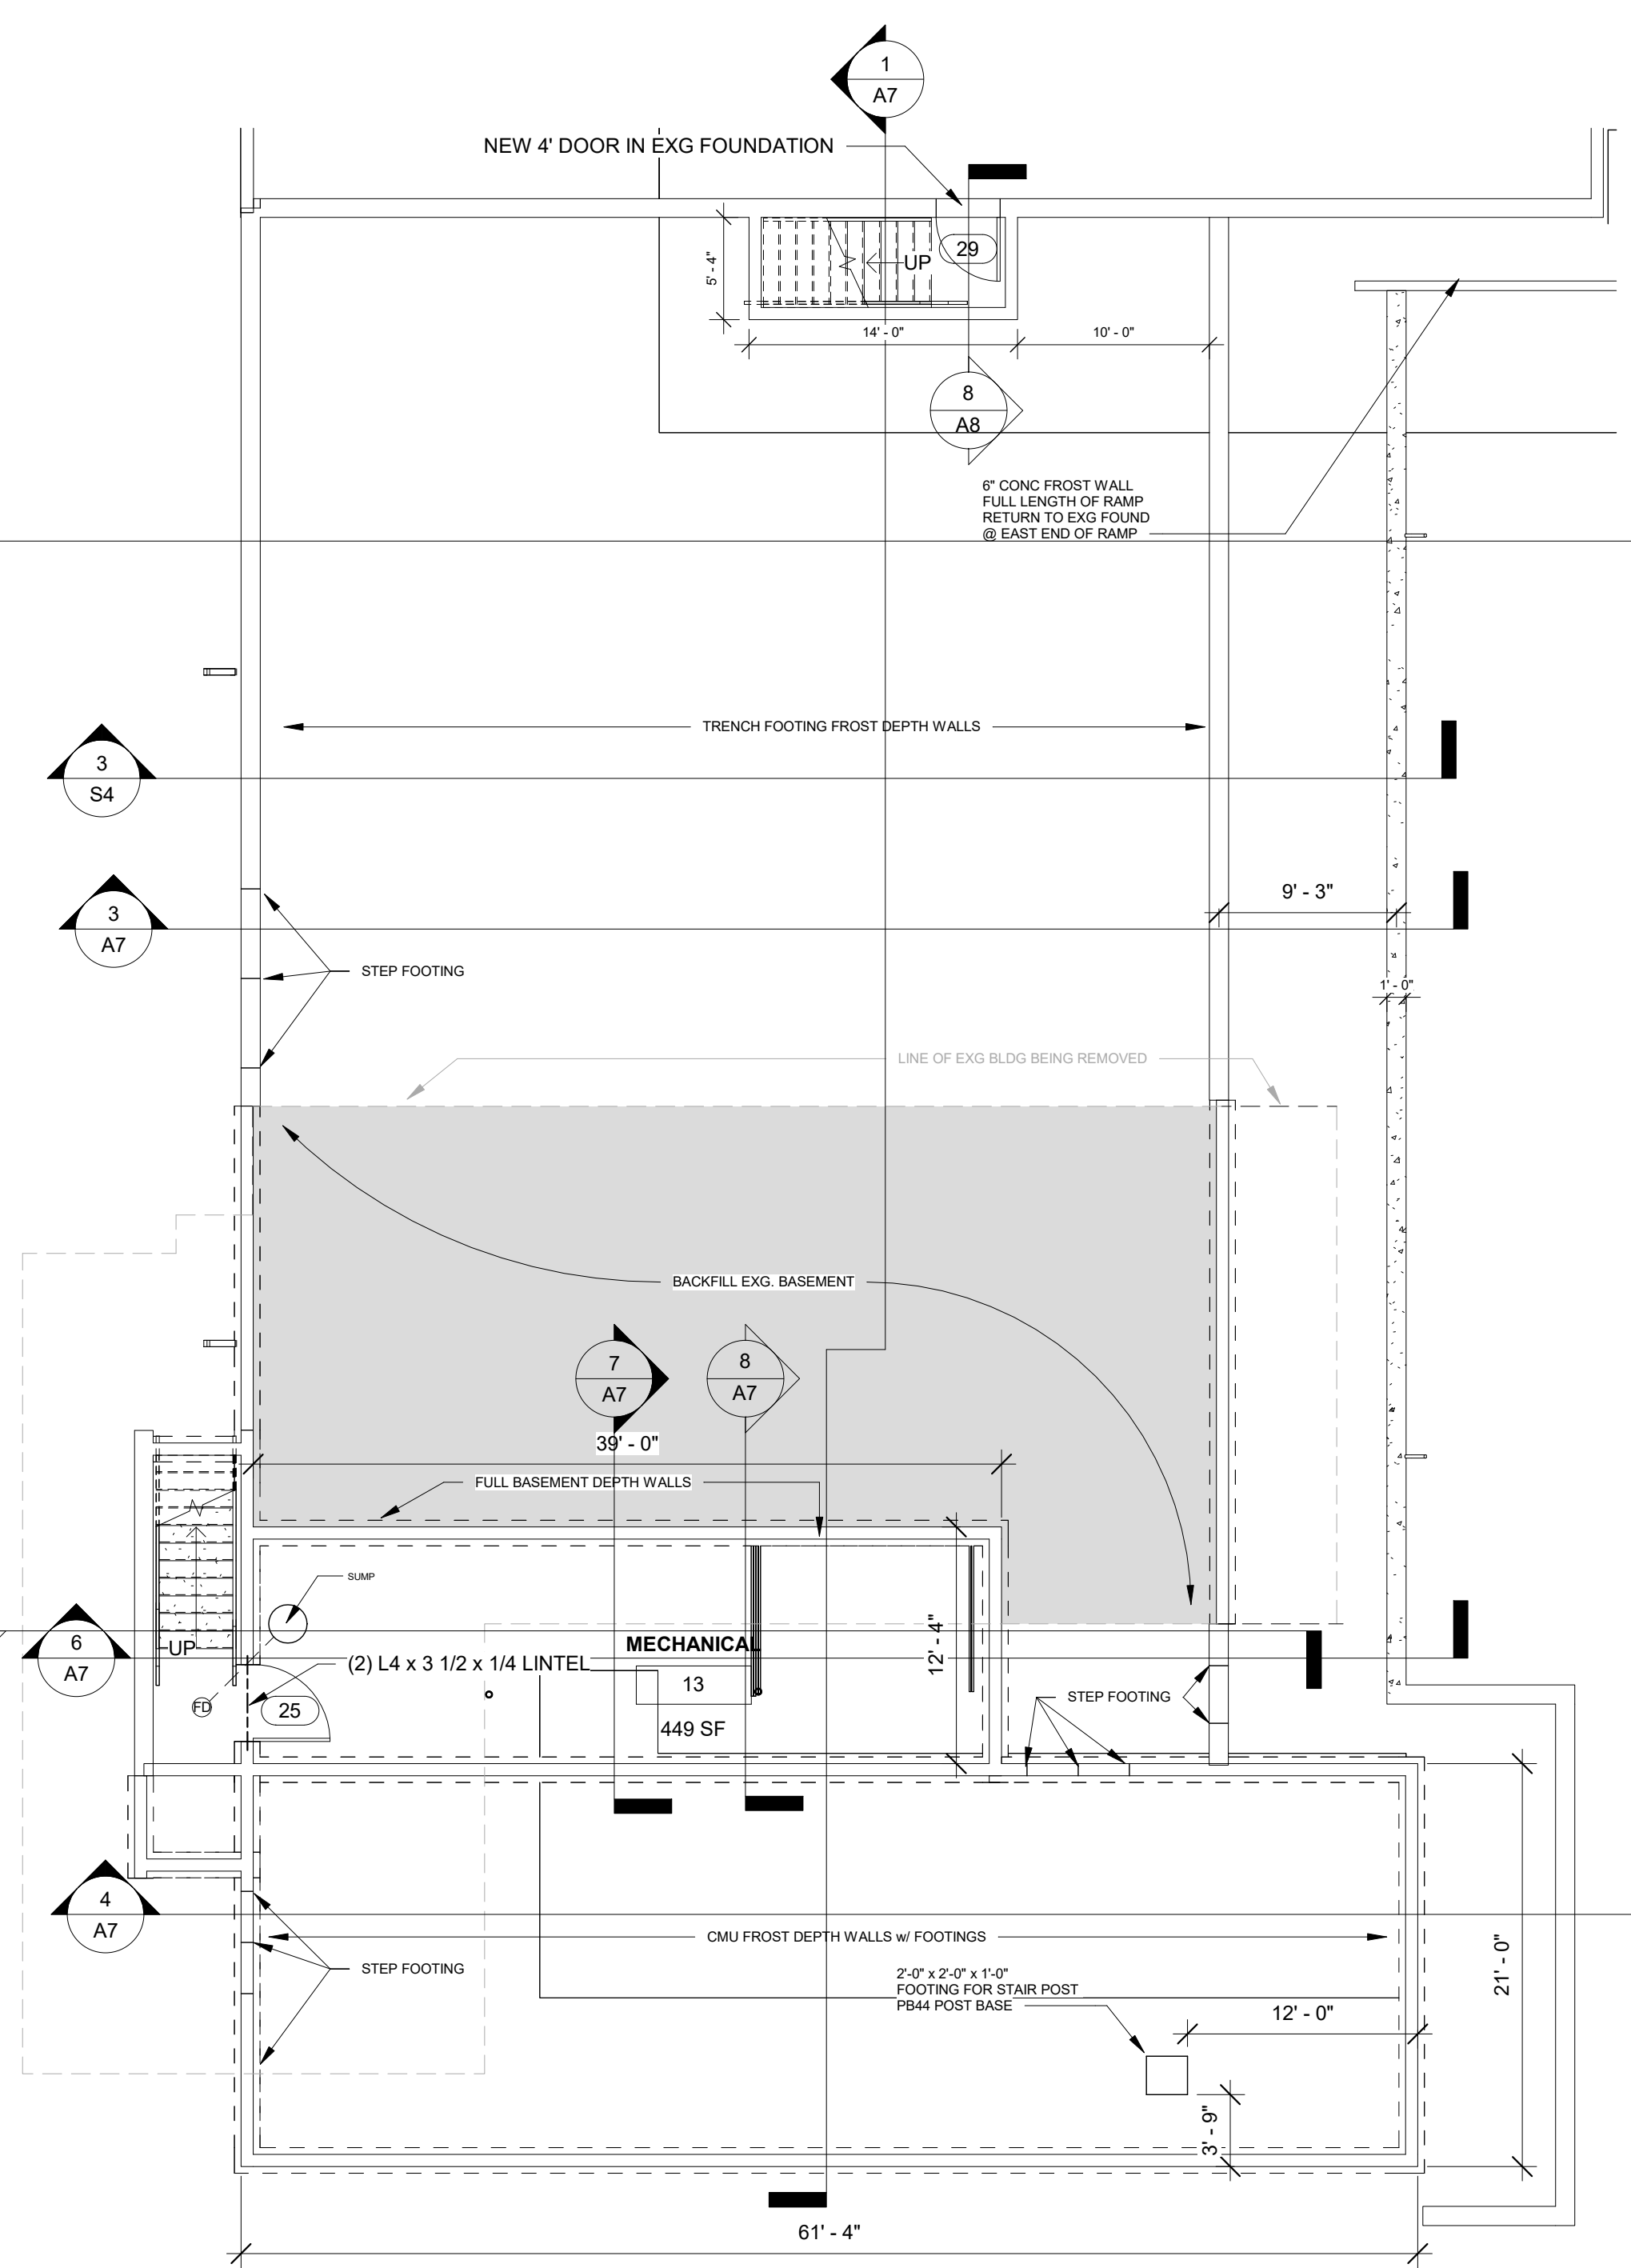 1
A7
NEW 4' DOOR IN EXG FOUNDATION
29
UP
5' - 4"
14' - 0"
10' - 0"
8
A8
6" CONC FROST WALL
FULL LENGTH OF RAMP
RETURN TO EXG FOUND
@ EAST END OF RAMP
TRENCH FOOTING FROST DEPTH WALLS
3
S4
9' - 3"
3
A7
STEP FOOTING
1' - 0"
LINE OF EXG BLDG BEING REMOVED
BACKFILL EXG. BASEMENT
7
A7
8
A7
39' - 0"
FULL BASEMENT DEPTH WALLS
SUMP
6
A7
UP
MECHANICAL
(2) L4 x 3 1/2 x 1/4 LINTEL
13
449 SF
12' - 4"
STEP FOOTING
FD
25
4
A7
CMU FROST DEPTH WALLS w/ FOOTINGS
STEP FOOTING
2'-0" x 2'-0" x 1'-0"
FOOTING FOR STAIR POST
PB44 POST BASE
12' - 0"
21' - 0"
3' - 9"
61' - 4"